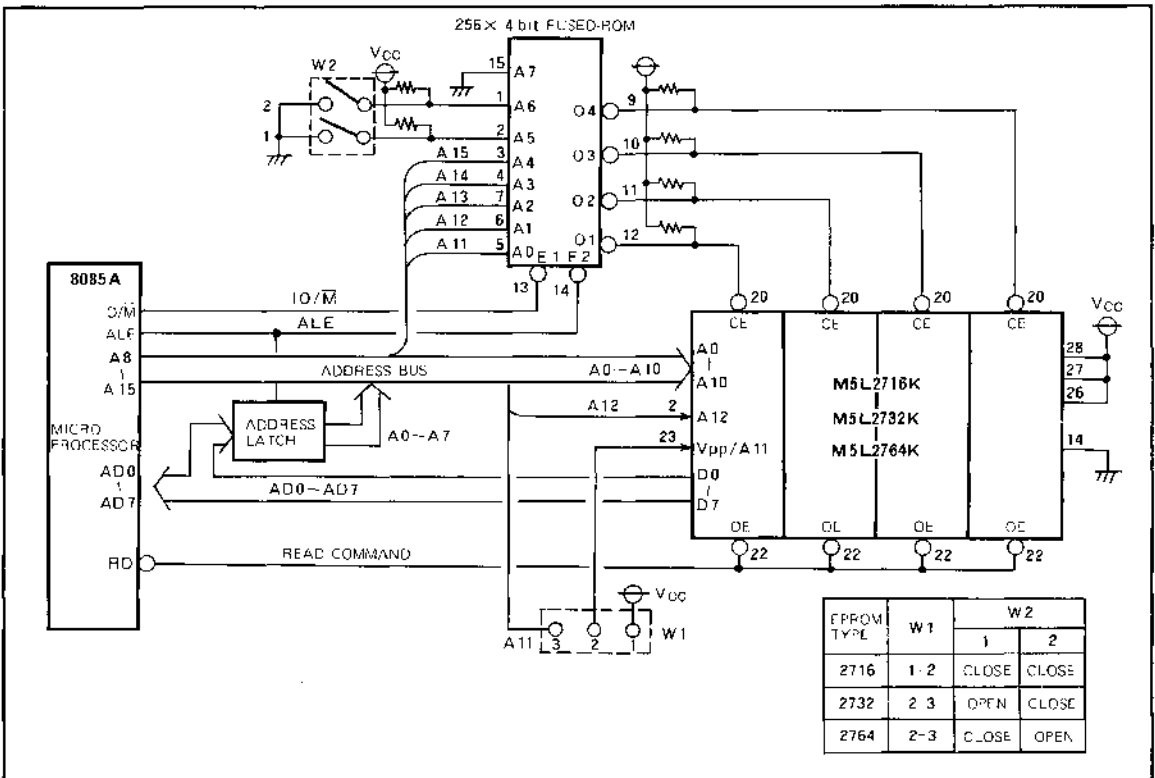 256 × 4 bit FUSED-ROM
VCC
W2
2
1
15 A7
1 A6
2 A5
A15 3 A4
A14 4 A3
A13 7 A2
A12 6 A1
A11 5 A0
E1
13 14
O4 9
O3 10
O2 11
O1 12
8085A
ALE
A8
A15
MICRO
PROCESSOR
AD0
AD7
RD
IO/M̅
ALE
ADDRESS BUS
A0~A10
ADDRESS
LATCH
A0~A7
AD0~AD7
READ COMMAND
A12 2
23
20 20 20 20
CE CE CE CE
A0
A10
A12
Vpp/A11
D0
D7
M5L2716K
M5L2732K
M5L2764K
OE OE OE
22 22 22 22
VCC
28
27
26
14
VCC
A11 3 2 1 W1
EPROM TYPE W1 W2
1 2
2716 1-2 CLOSE CLOSE
2732 2-3 OPEN CLOSE
2764 2-3 CLOSE OPEN